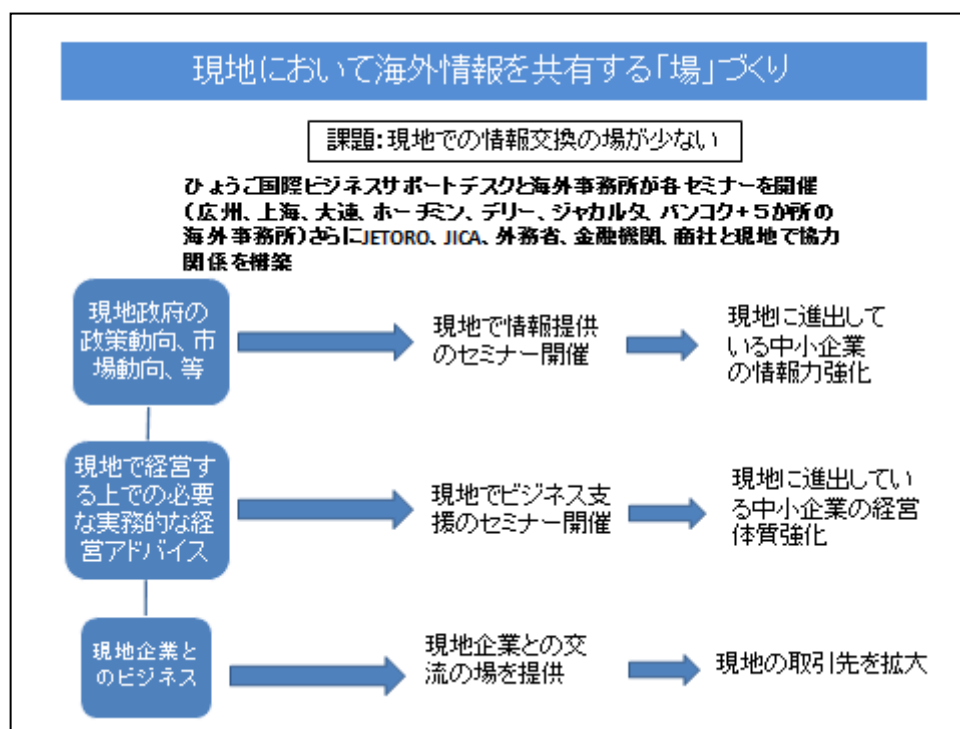 現地において海外情報を共有する「場」づくり
課題：現地での情報交換の場が少ない
ひょうご国際ビジネスサポートデスクと海外事務所が各セミナーを開催
（広州、上海、大連、ホーチミン、デリー、ジャカルタ、バンコク＋５か所の
海外事務所）さらにJETORO、JICA、外務省、金融機関、商社と現地で協力
関係を構築
現地政府の
政策動向、市
場動向、等
現地で情報提供
のセミナー開催
現地に進出して
いる中小企業
の情報力強化
現地で経営す
る上での必要
な実務的な経
営アドバイス
現地でビジネス支
援のセミナー開催
現地に進出してい
る中小企業の経営
体質強化
現地企業と
のビジネス
現地企業との交
流の場を提供
現地の取引先を拡大